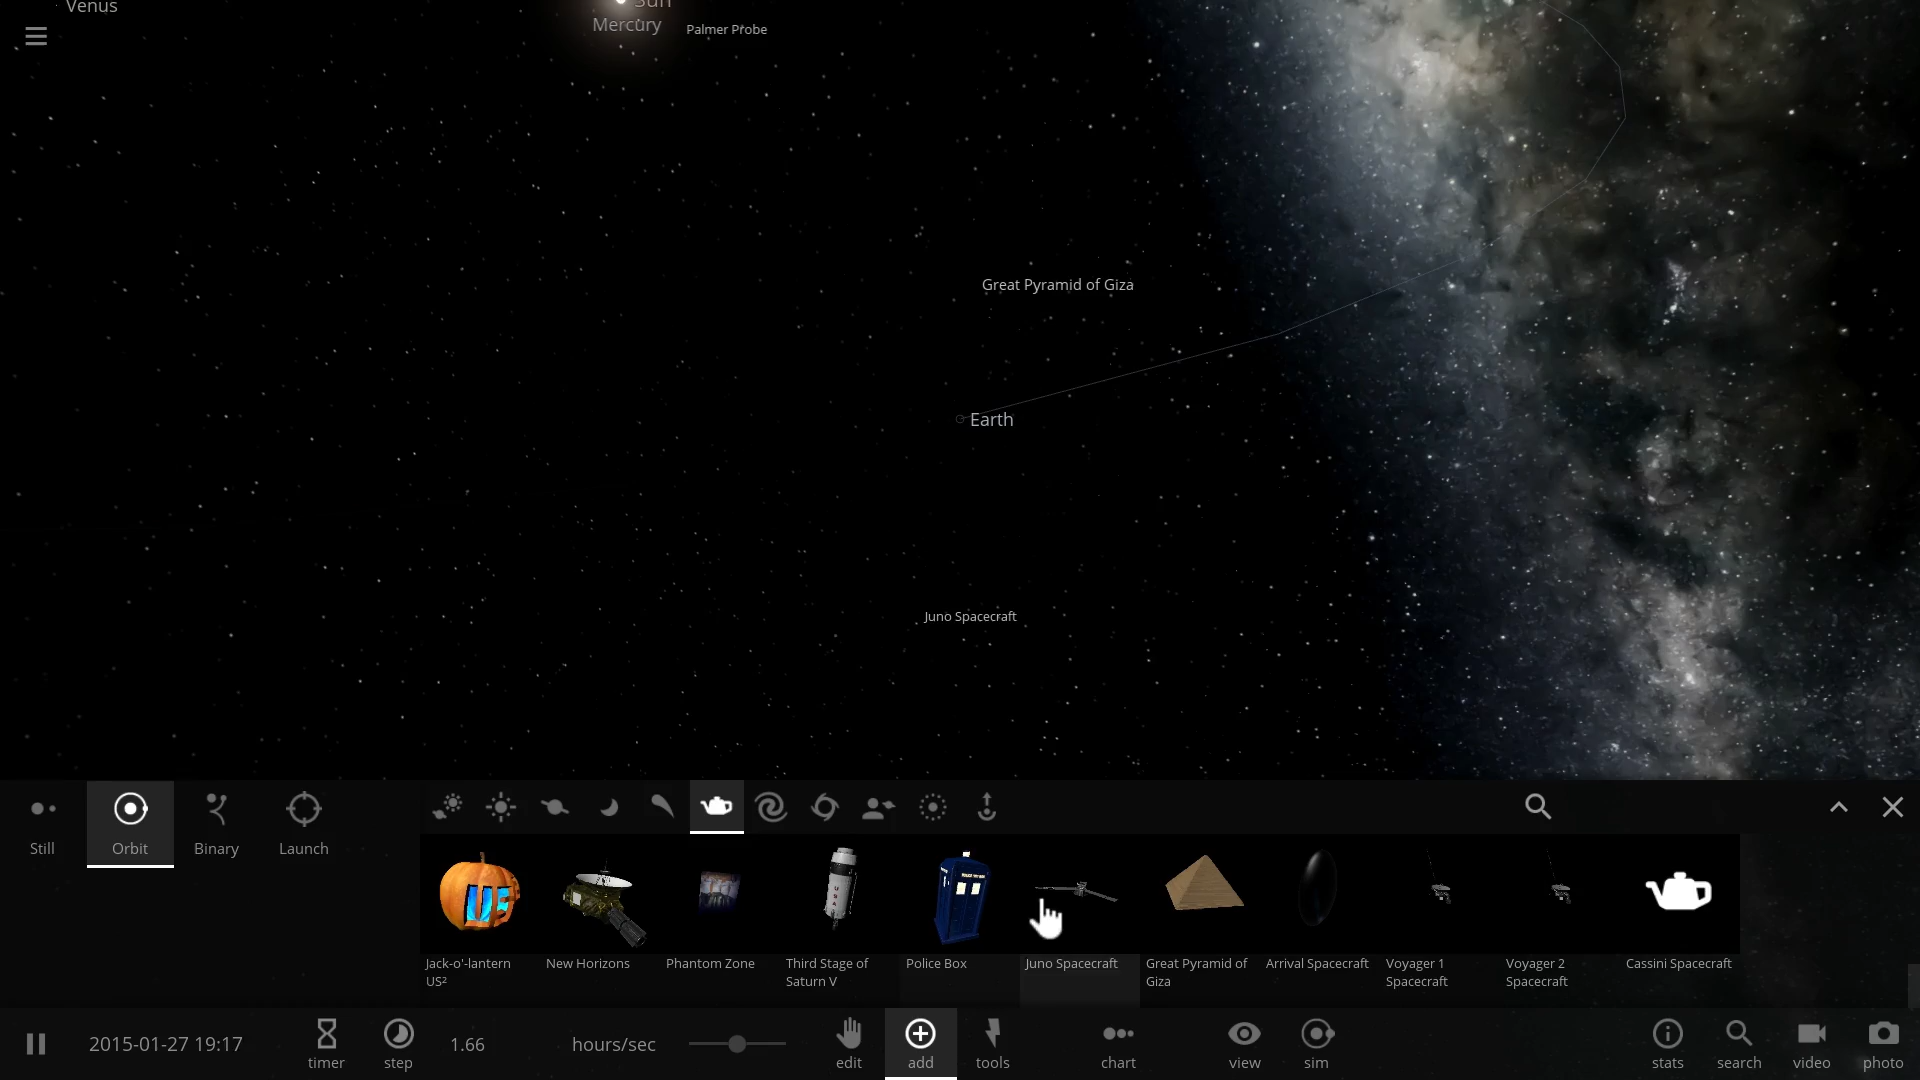 Venus
Sun
Mercury
Palmer Probe
Great Pyramid of Giza
Earth
Juno Spacecraft
Still
Orbit
Binary
Launch
Jack-o'-lantern
US²
New Horizons
Phantom Zone
Third Stage of
Saturn V
Police Box
Juno Spacecraft
Great Pyramid of
Giza
Arrival Spacecraft
Voyager 1
Spacecraft
Voyager 2
Spacecraft
Cassini Spacecraft
2015-01-27 19:17
timer
step
1.66
hours/sec
edit
add
tools
chart
view
sim
stats
search
video
photo